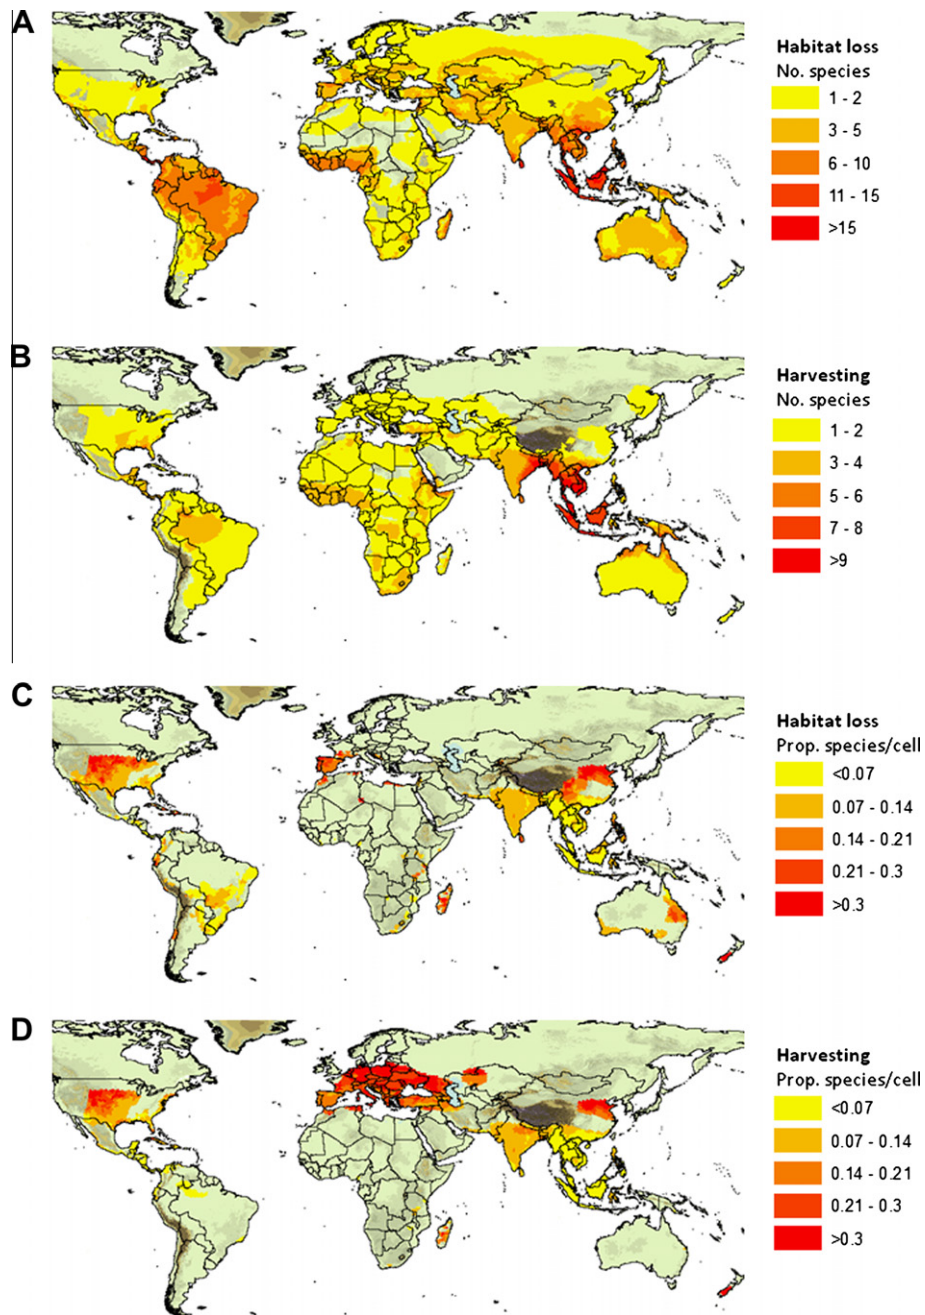 A
Habitat loss
No. species
1 - 2
3 - 5
6 - 10
11 - 15
>15
B
Harvesting
No. species
1 - 2
3 - 4
5 - 6
7 - 8
>9
C
Habitat loss
Prop. species/cell
<0.07
0.07 - 0.14
0.14 - 0.21
0.21 - 0.3
>0.3
D
Harvesting
Prop. species/cell
<0.07
0.07 - 0.14
0.14 - 0.21
0.21 - 0.3
>0.3